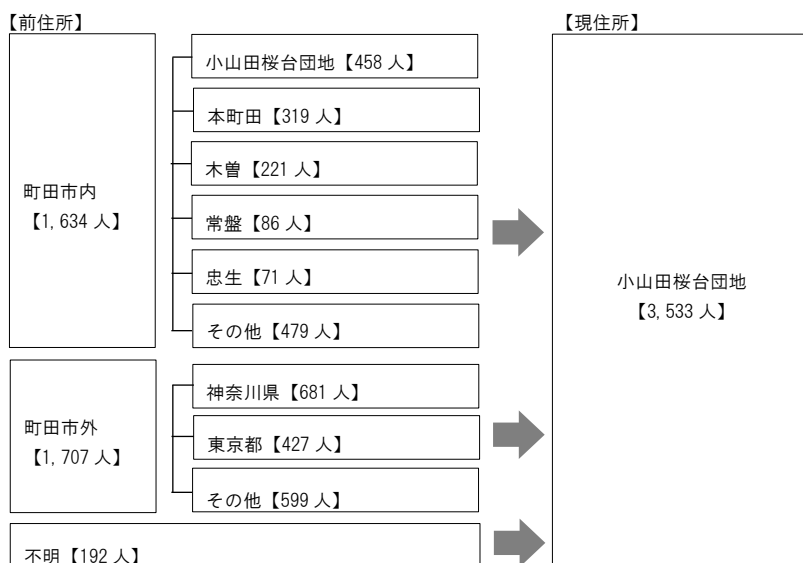 【前住所】
【現住所】
町田市内
【1,634 人】
小山田桜台団地【458 人】
本町田【319 人】
木曽【221 人】
常盤【86 人】
忠生【71 人】
その他【479 人】
町田市外
【1,707 人】
神奈川県【681 人】
東京都【427 人】
その他【599 人】
不明【192 人】
小山田桜台団地
【3,533 人】